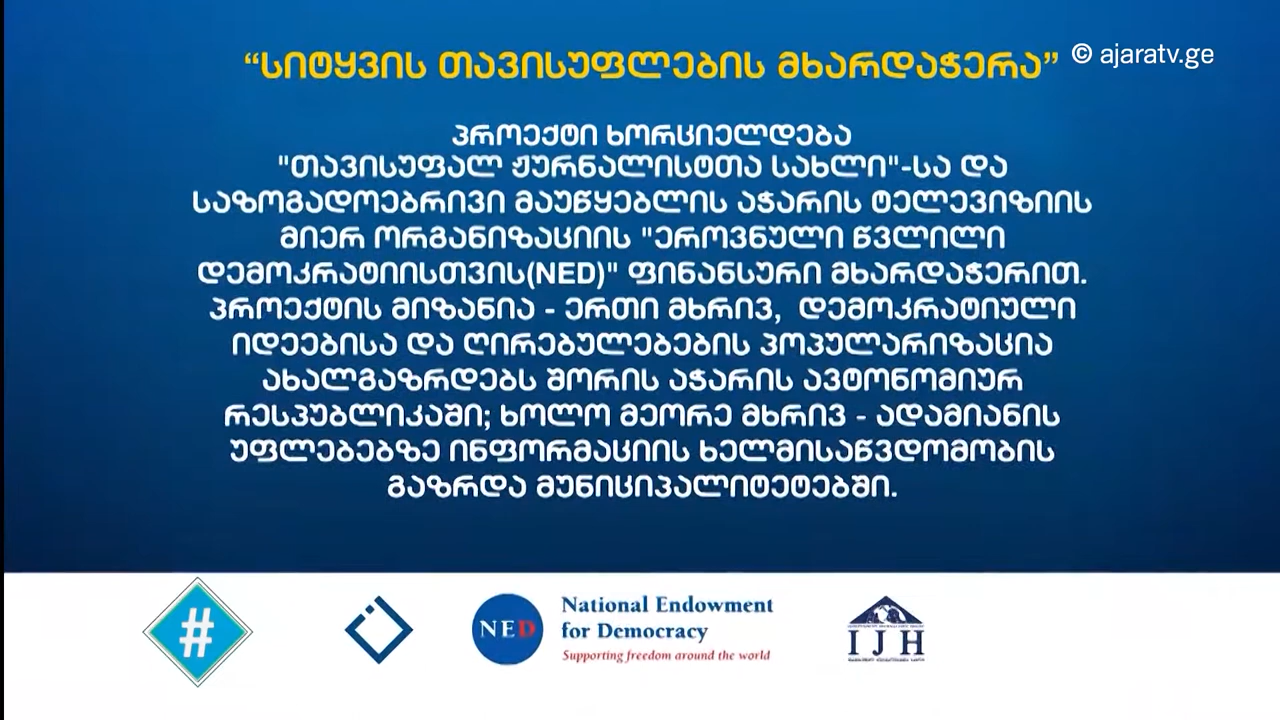 “სიტყვის თავისუფლების მხარდაჭერა”
© ajaratv.ge
პროექტი ხორციელდება
"თავისუფალ ჟურნალისტთა სახლი"-სა და
საზოგადოებრივი მაუწყებლის აჭარის ტელევიზიის
მიერ ორგანიზაციის "ეროვნული წვლილი
დემოკრატიისთვის(NED)" ფინანსური მხარდაჭერით.
პროექტის მიზანია - ერთი მხრივ, დემოკრატიული
იდეებისა და ღირებულებების პოპულარიზაცია
ახალგაზრდებს შორის აჭარის ავტონომიურ
რესპუბლიკაში; ხოლო მეორე მხრივ - ადამიანის
უფლებებზე ინფორმაციის ხელმისაწვდომობის
გაზრდა მუნიციპალიტეტებში.
#
NED
National Endowment
for Democracy
Supporting freedom around the world
IJH